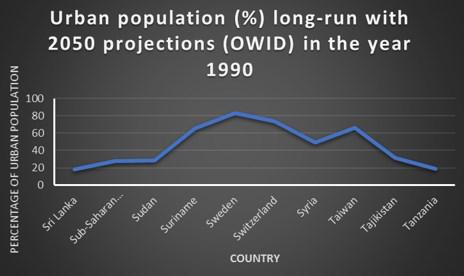 Urban population (%) long-run with
2050 projections (OWID) in the year
1990
PERCENTAGE OF URBAN POPULATION
100
80
60
40
20
0
Sri Lanka
Sub-Saharan…
Sudan
Suriname
Sweden
Switzerland
Syria
Taiwan
Tajikistan
Tanzania
COUNTRY